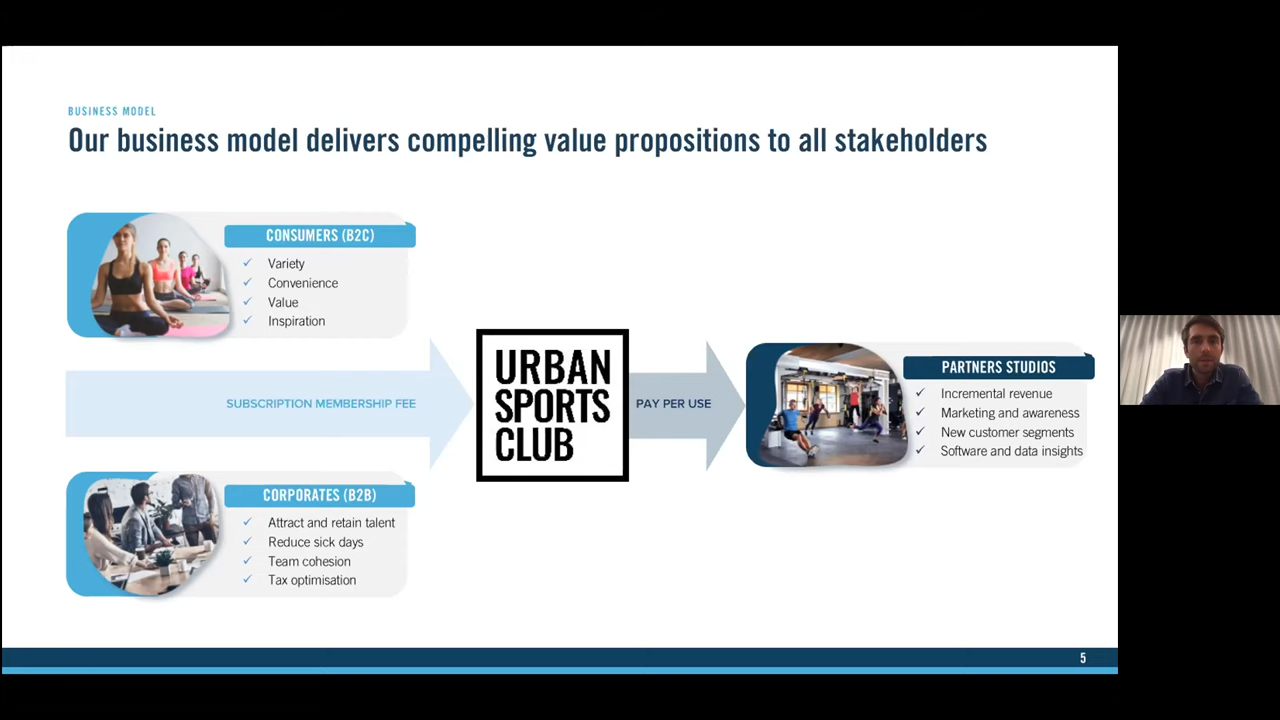 BUSINESS MODEL
Our business model delivers compelling value propositions to all stakeholders
CONSUMERS (B2C)
Variety
Convenience
Value
Inspiration
SUBSCRIPTION MEMBERSHIP FEE
URBAN
SPORTS
CLUB
PAY PER USE
PARTNERS STUDIOS
Incremental revenue
Marketing and awareness
New customer segments
Software and data insights
CORPORATES (B2B)
Attract and retain talent
Reduce sick days
Team cohesion
Tax optimisation
5